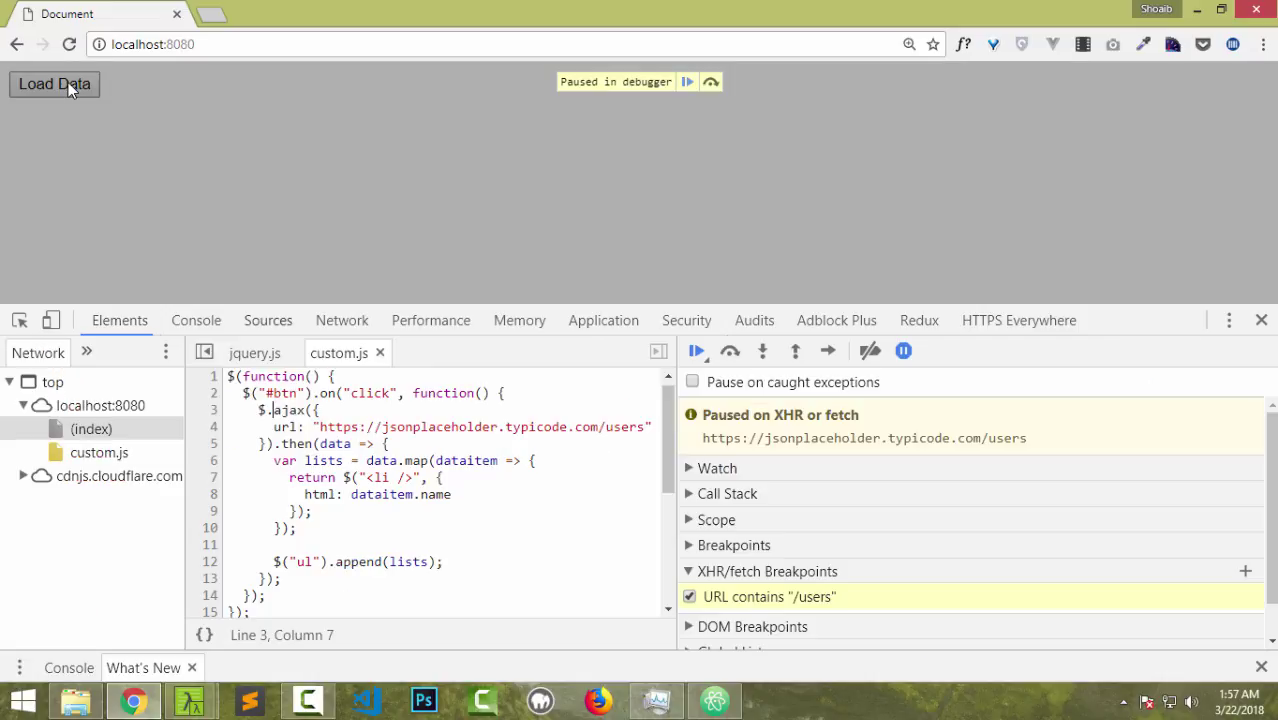 Document
Shoaib
localhost:8080
f?
Load Data
Paused in debugger
Elements Console Sources Network Performance Memory Application Security Audits Adblock Plus Redux HTTPS Everywhere
Network
jquery.js
custom.js
top
localhost:8080
(index)
custom.js
cdnjs.cloudflare.com
1 $(function() {
2 $("#btn").on("click", function() {
3 $.ajax({
4 url: "https://jsonplaceholder.typicode.com/users"
5 }).then(data => {
6 var lists = data.map(dataitem => {
7 return $("<li />", {
8 html: dataitem.name
9 });
10 });
11
12 $("ul").append(lists);
13 });
14 });
15 });
{} Line 3, Column 7
Pause on caught exceptions
Paused on XHR or fetch
https://jsonplaceholder.typicode.com/users
Watch
Call Stack
Scope
Breakpoints
XHR/fetch Breakpoints
URL contains "/users"
DOM Breakpoints
Console What's New
Ps
1:57 AM
3/22/2018